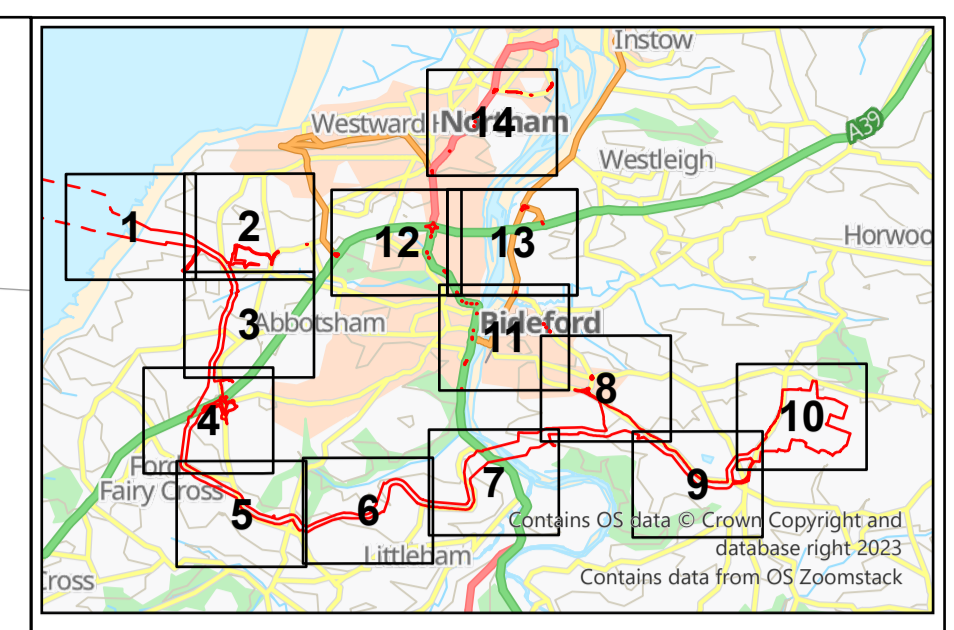 Instow
14
Westward H
Northam
A39
Westleigh
1
2
12
13
Horwoo
3
Abbotsham
Bideford
11
8
10
4
Ford
Fairy Cross
5
6
7
9
Contains OS data © Crown Copyright and
database right 2023
Littleham
Contains data from OS Zoomstack
Cross